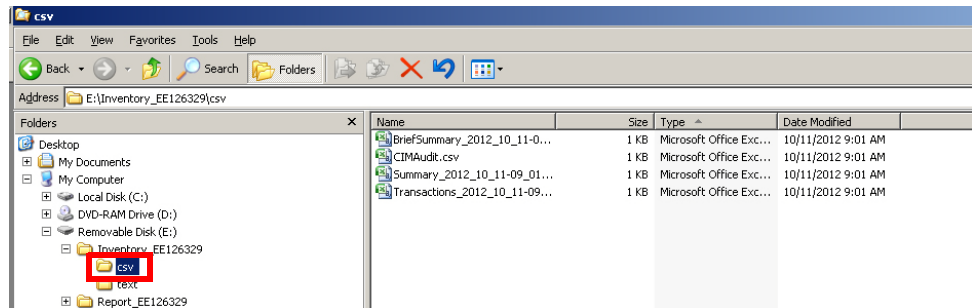 csv
File Edit View Favorites Tools Help
Back Search Folders
Address E:\Inventory_EE126329\csv
Folders X
Desktop
My Documents
My Computer
Local Disk (C:)
DVD-RAM Drive (D:)
Removable Disk (E:)
Inventory_EE126329
csv
text
Report_EE126329
Name Size Type Date Modified
BriefSummary_2012_10_11-0... 1 KB Microsoft Office Exc... 10/11/2012 9:01 AM
CIMAudit.csv 1 KB Microsoft Office Exc... 10/11/2012 9:01 AM
Summary_2012_10_11-09_01... 1 KB Microsoft Office Exc... 10/11/2012 9:01 AM
Transactions_2012_10_11-09... 1 KB Microsoft Office Exc... 10/11/2012 9:01 AM